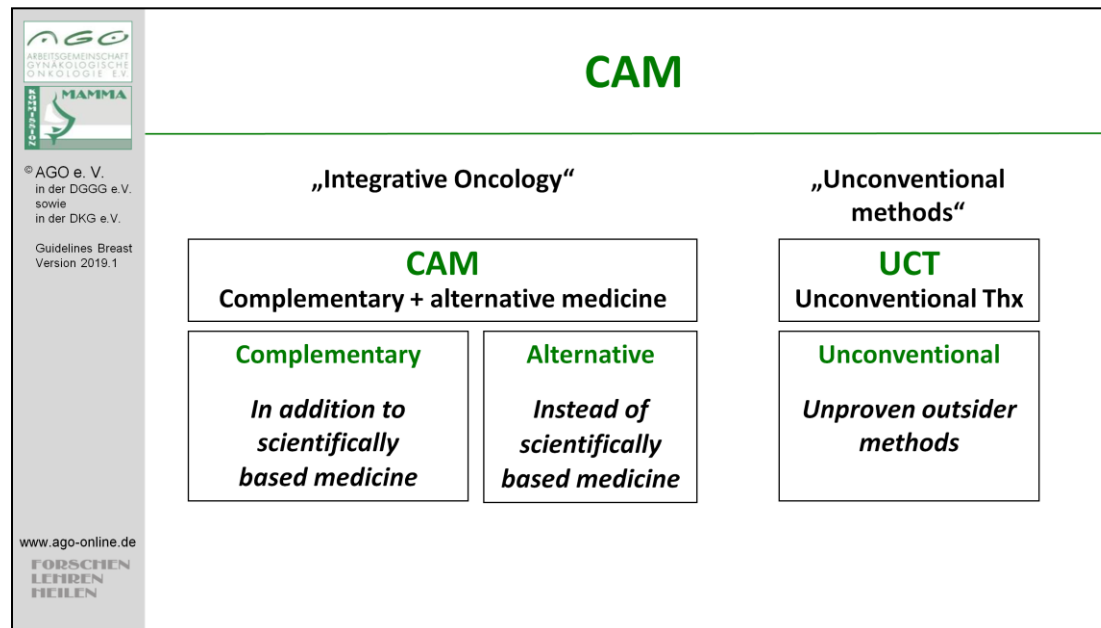 AGO
ARBEITSGEMEINSCHAFT
GYNÄKOLOGISCHE
ONKOLOGIE E.V.
KOMMISSION
MAMMA
© AGO e. V.
in der DGGG e.V.
sowie
in der DKG e.V.
Guidelines Breast
Version 2019.1
www.ago-online.de
FORSCHEN
LEHREN
HEILEN
CAM
„Integrative Oncology“
CAM
Complementary + alternative medicine
Complementary
In addition to
scientifically
based medicine
Alternative
Instead of
scientifically
based medicine
„Unconventional
methods“
UCT
Unconventional Thx
Unconventional
Unproven outsider
methods